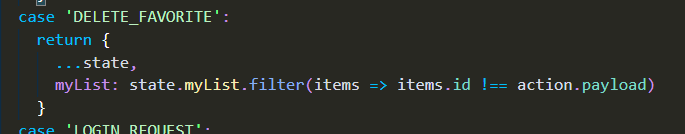 case 'DELETE_FAVORITE':
return {
...state,
myList: state.myList.filter(items => items.id !== action.payload)
}
case 'LOGIN_REQUEST':